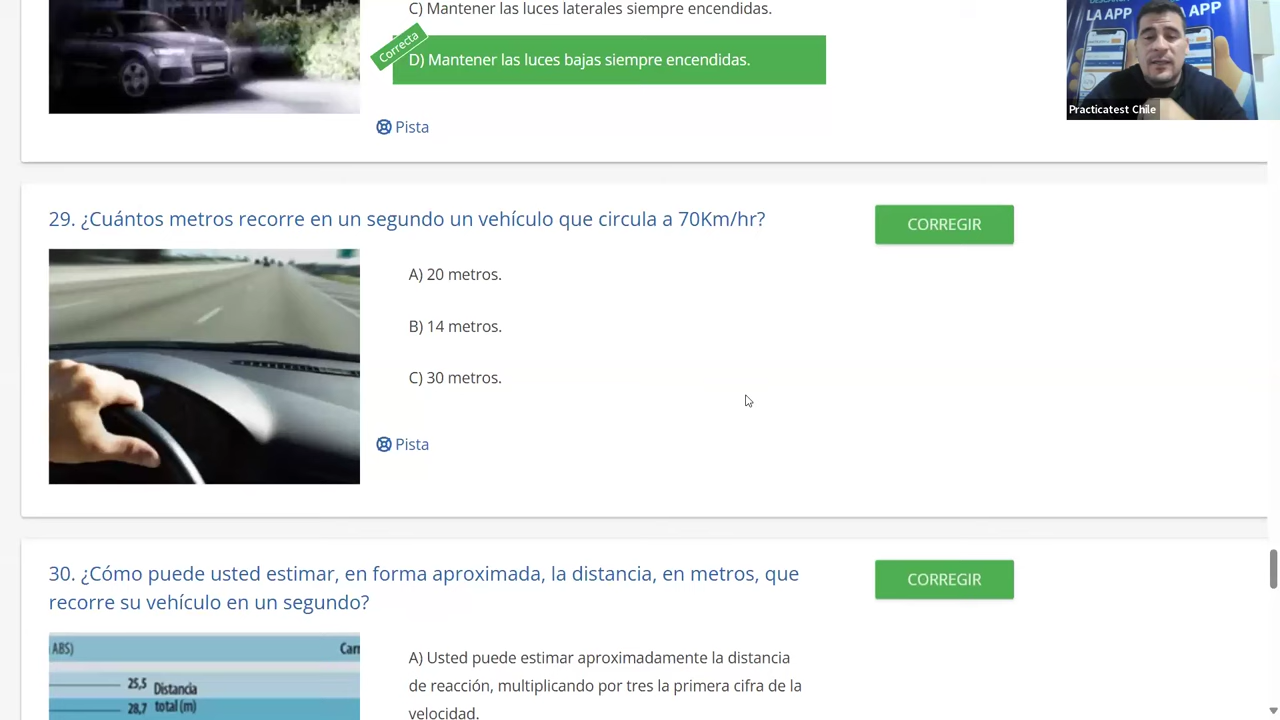 C) Mantener las luces laterales siempre encendidas.
Correcta
D) Mantener las luces bajas siempre encendidas.
Pista
LA APP
APP
Practicatest Chile
29. ¿Cuántos metros recorre en un segundo un vehículo que circula a 70Km/hr?
CORREGIR
A) 20 metros.
B) 14 metros.
C) 30 metros.
Pista
30. ¿Cómo puede usted estimar, en forma aproximada, la distancia, en metros, que
recorre su vehículo en un segundo?
CORREGIR
ABS)
25,5 Distancia
28,7 total (m)
A) Usted puede estimar aproximadamente la distancia
de reacción, multiplicando por tres la primera cifra de la
velocidad.